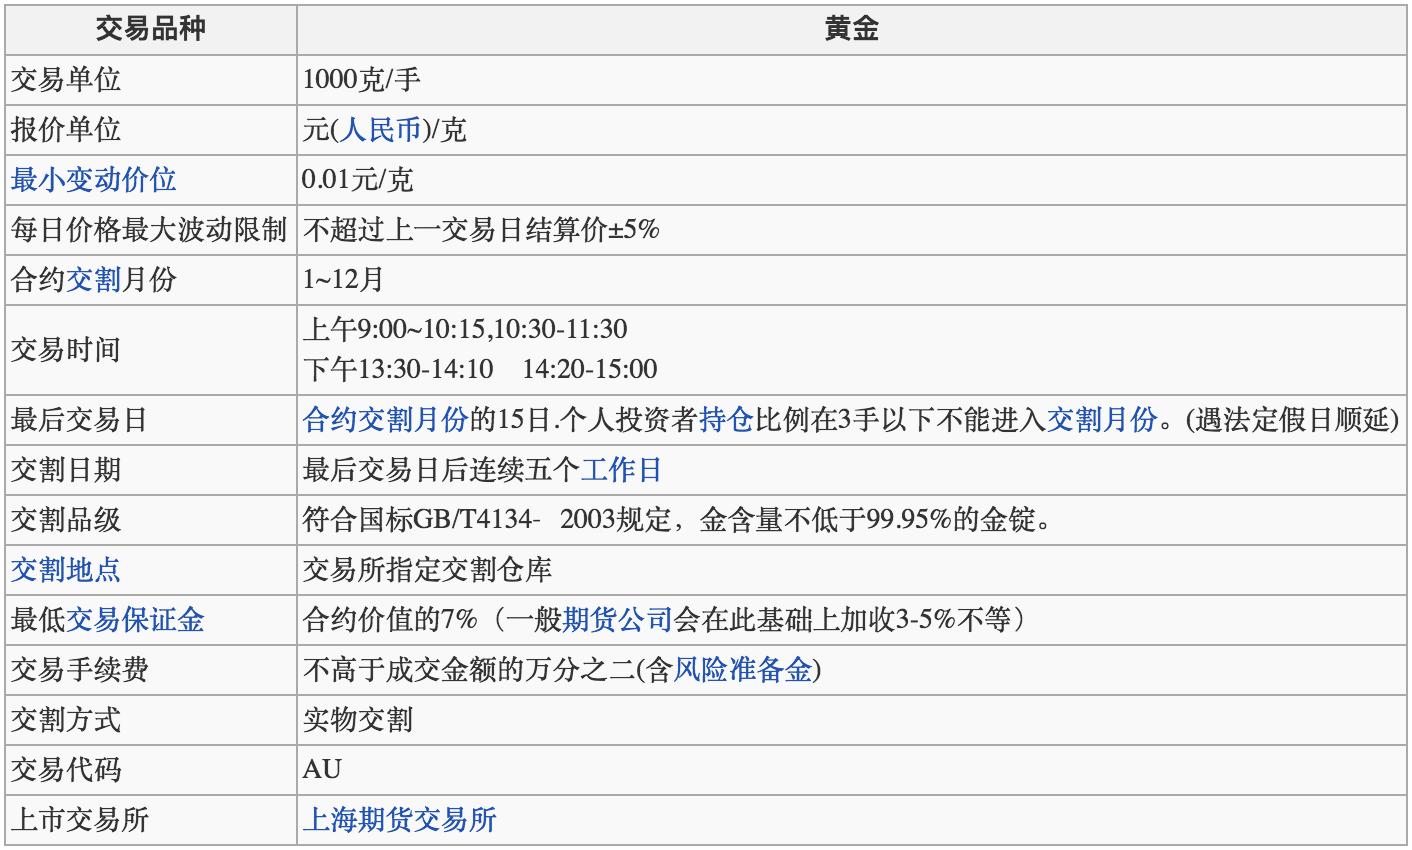 交易品种 黄金
交易单位 1000克/手
报价单位 元(人民币)/克
最小变动价位 0.01元/克
每日价格最大波动限制 不超过上一交易日结算价±5%
合约交割月份 1~12月
交易时间 上午9:00~10:15,10:30-11:30
下午13:30-14:10 14:20-15:00
最后交易日 合约交割月份的15日.个人投资者持仓比例在3手以下不能进入交割月份。(遇法定假日顺延)
交割日期 最后交易日后连续五个工作日
交割品级 符合国标GB/T4134- 2003规定，金含量不低于99.95%的金锭。
交割地点 交易所指定交割仓库
最低交易保证金 合约价值的7%（一般期货公司会在此基础上加收3-5%不等）
交易手续费 不高于成交金额的万分之二(含风险准备金)
交割方式 实物交割
交易代码 AU
上市交易所 上海期货交易所